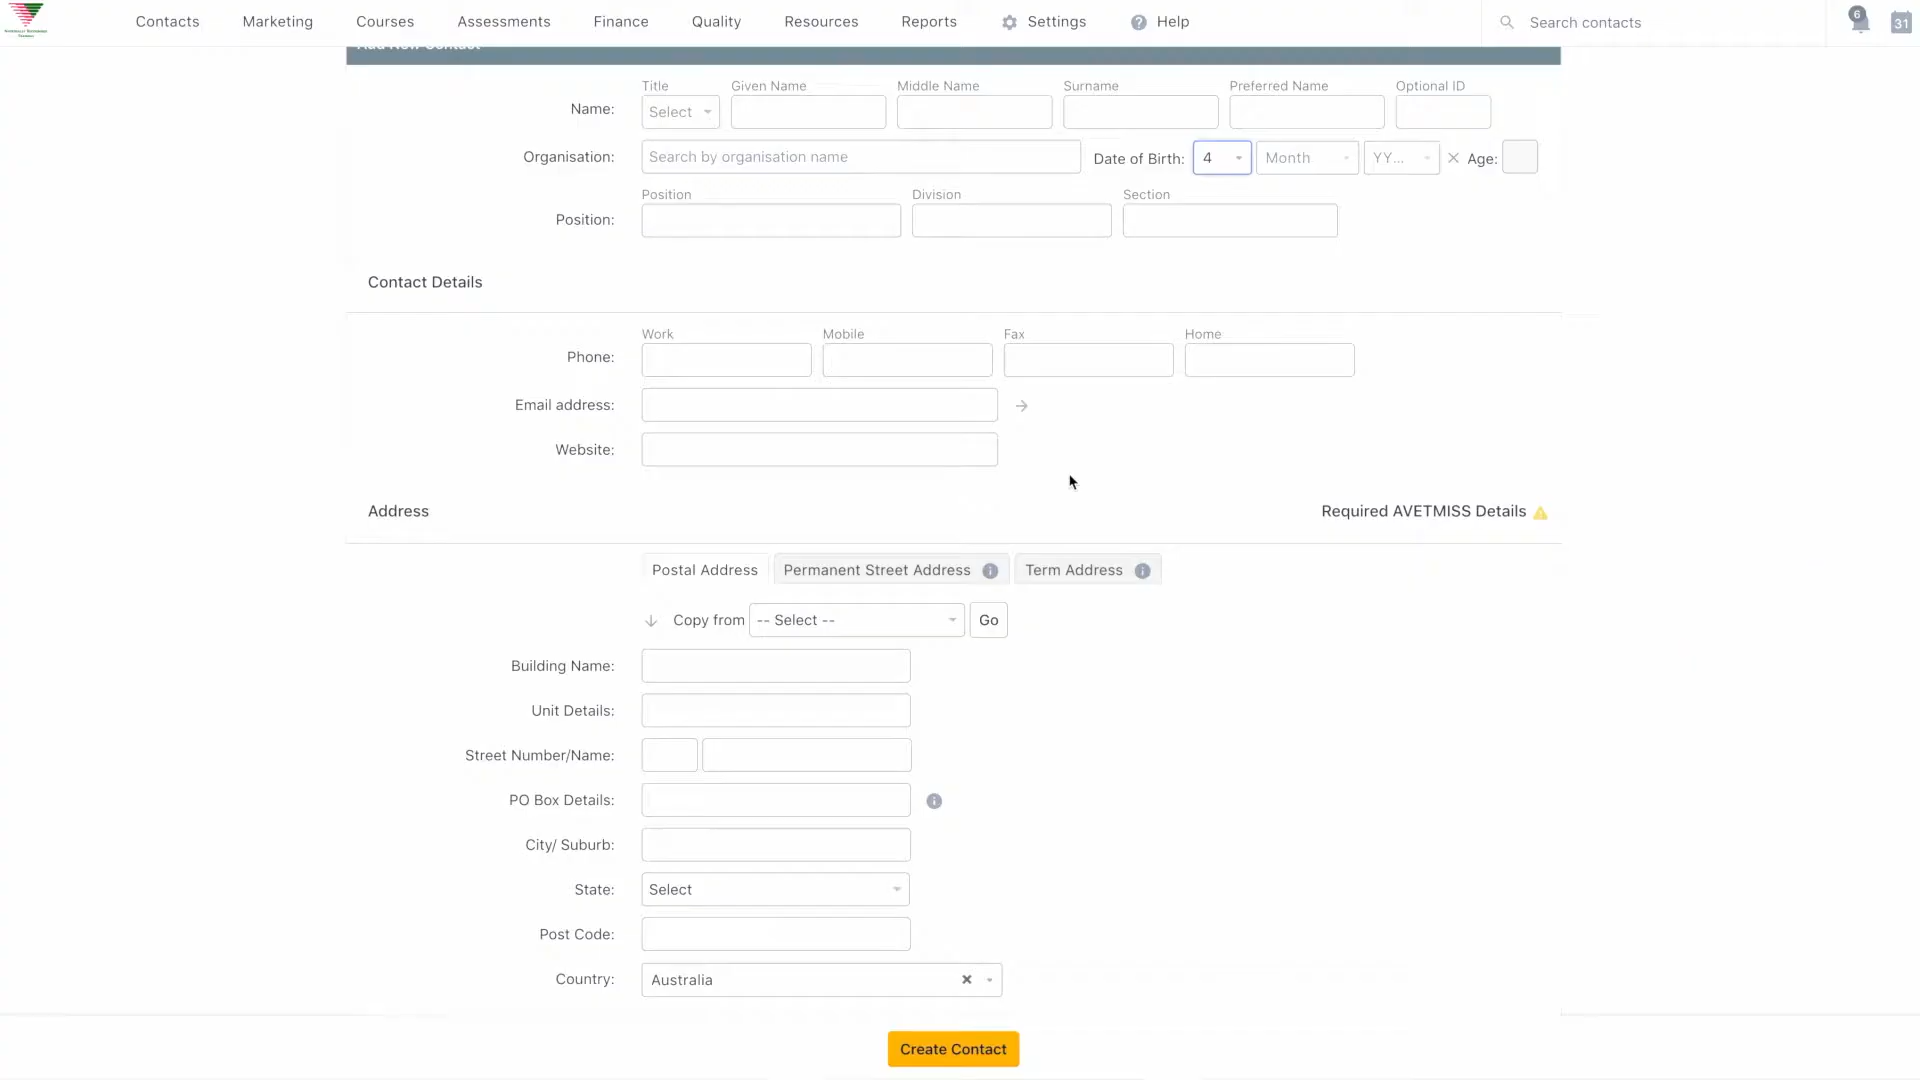 Contacts Marketing Courses Assessments Finance Quality Resources Reports Settings Help Search contacts 6 31
Add New Contact
Title Given Name Middle Name Surname Preferred Name Optional ID
Name: Select
Organisation: Search by organisation name Date of Birth: 4 Month YY... Age:
Position Division Section
Position:
Contact Details
Work Mobile Fax Home
Phone:
Email address:
Website:
Address Required AVETMISS Details
Postal Address Permanent Street Address Term Address
Copy from -- Select -- Go
Building Name:
Unit Details:
Street Number/Name:
PO Box Details:
City/ Suburb:
State: Select
Post Code:
Country: Australia
Create Contact